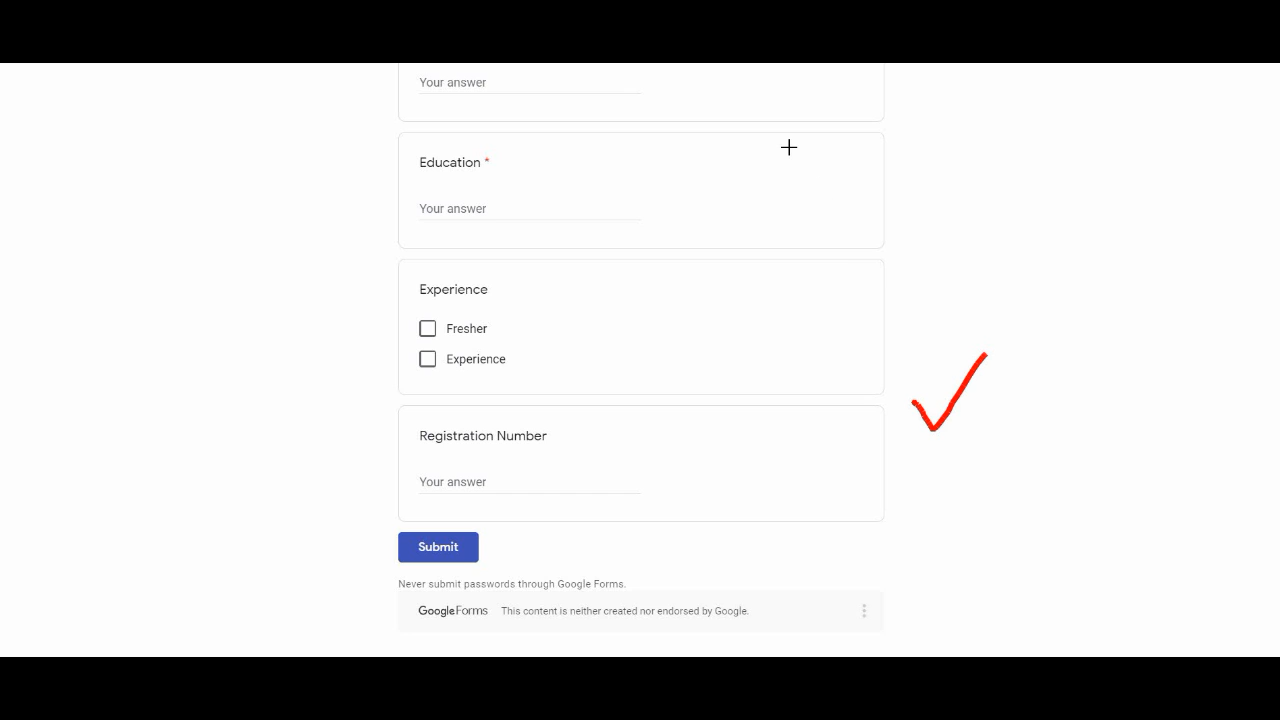 Your answer
Education *
Your answer
Experience
Fresher
Experience
Registration Number
Your answer
Submit
Never submit passwords through Google Forms.
Google Forms This content is neither created nor endorsed by Google.